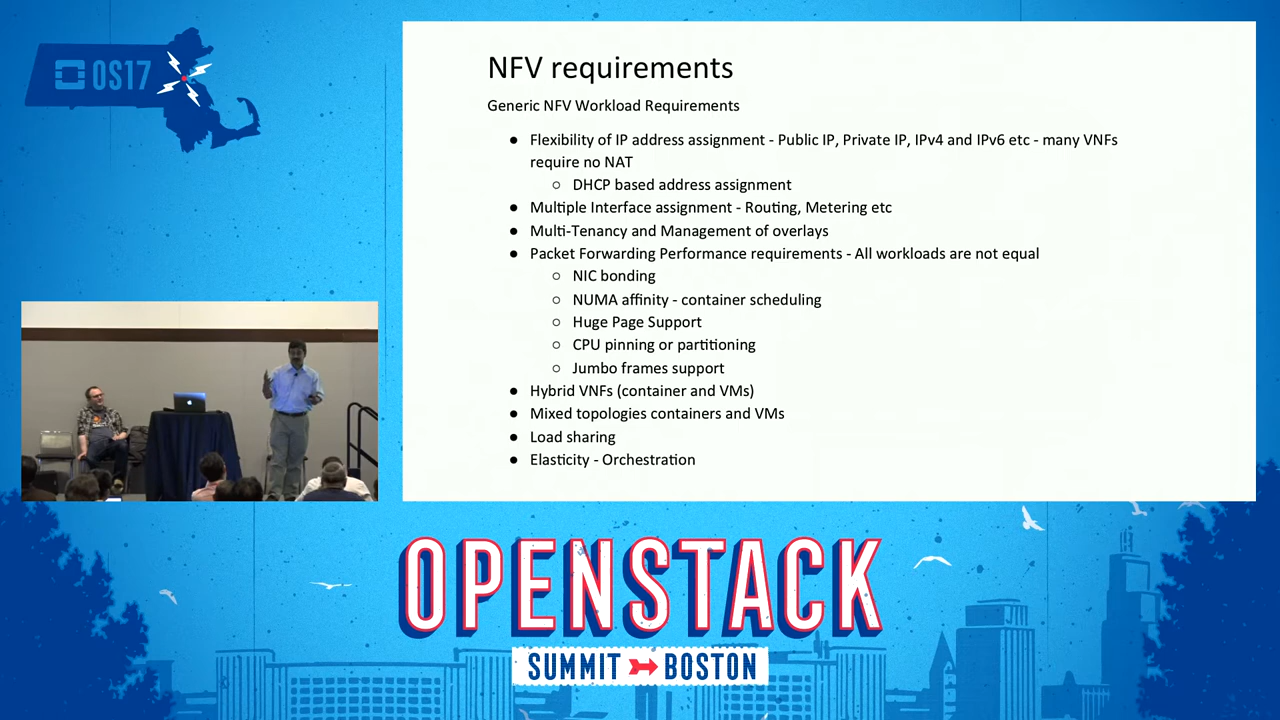 OS17
NFV requirements
Generic NFV Workload Requirements
● Flexibility of IP address assignment - Public IP, Private IP, IPv4 and IPv6 etc - many VNFs
require no NAT
○ DHCP based address assignment
● Multiple Interface assignment - Routing, Metering etc
● Multi-Tenancy and Management of overlays
● Packet Forwarding Performance requirements - All workloads are not equal
○ NIC bonding
○ NUMA affinity - container scheduling
○ Huge Page Support
○ CPU pinning or partitioning
○ Jumbo frames support
● Hybrid VNFs (container and VMs)
● Mixed topologies containers and VMs
● Load sharing
● Elasticity - Orchestration
OPENSTACK
SUMMIT BOSTON